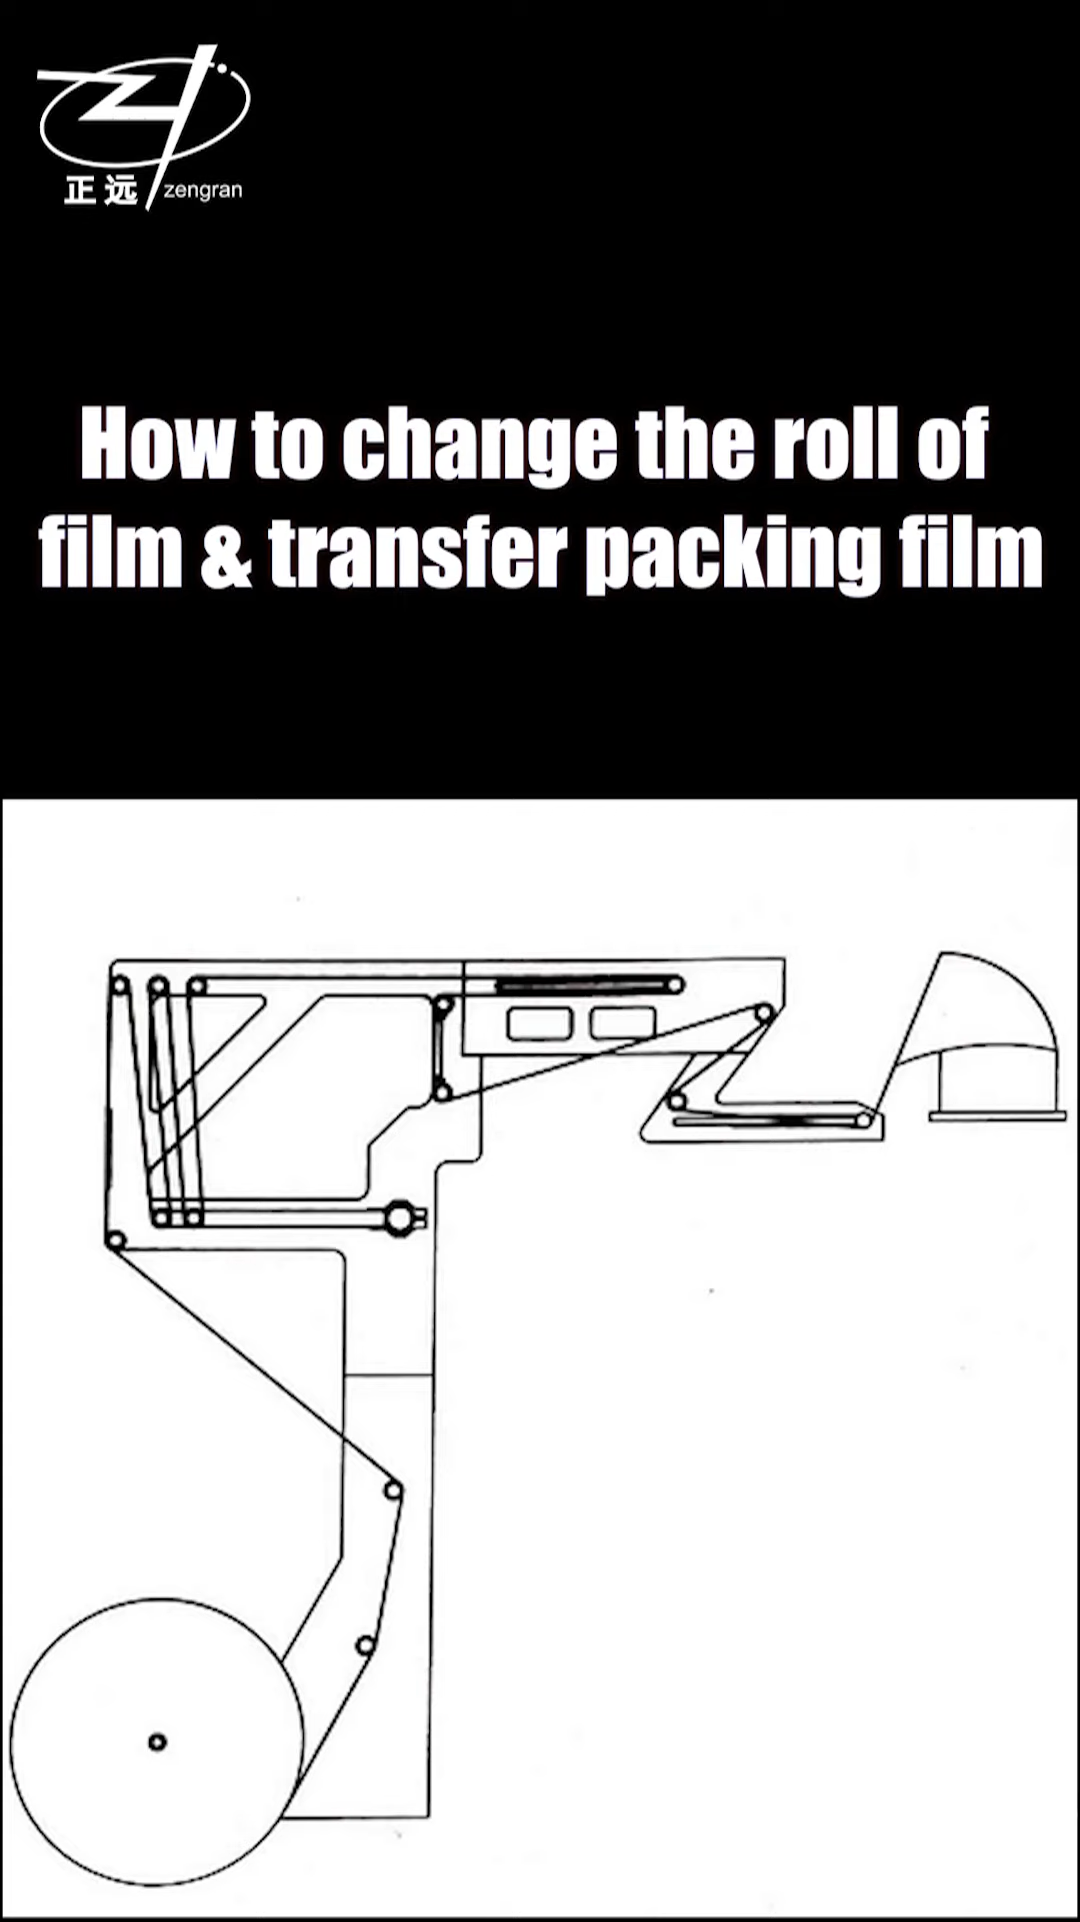 正远 zengran
How to change the roll of
film & transfer packing film